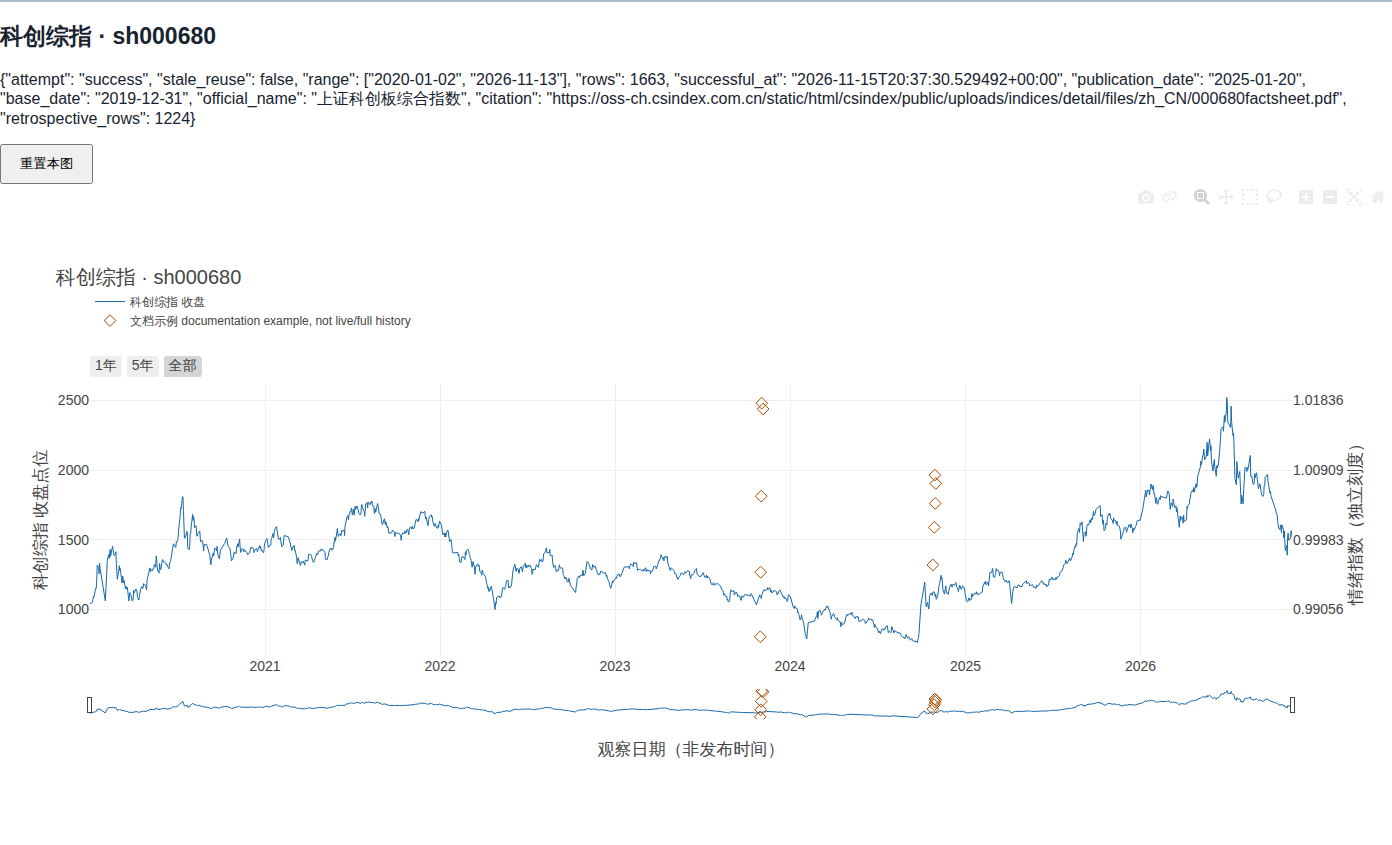 科创综指 · sh000680
{"attempt": "success", "stale_reuse": false, "range": ["2020-01-02", "2026-11-13"], "rows": 1663, "successful_at": "2026-11-15T20:37:30.529492+00:00", "publication_date": "2025-01-20",
"base_date": "2019-12-31", "official_name": "上证科创板综合指数", "citation": "https://oss-ch.csindex.com.cn/static/html/csindex/public/uploads/indices/detail/files/zh_CN/000680factsheet.pdf",
"retrospective_rows": 1224}
重置本图
科创综指 · sh000680
科创综指 收盘
文档示例 documentation example, not live/full history
1年 5年 全部
2500
2000
1500
1000
科创综指 收盘点位
1.01836
1.00909
0.99983
0.99056
情绪指数（独立刻度）
2021 2022 2023 2024 2025 2026
观察日期（非发布时间）